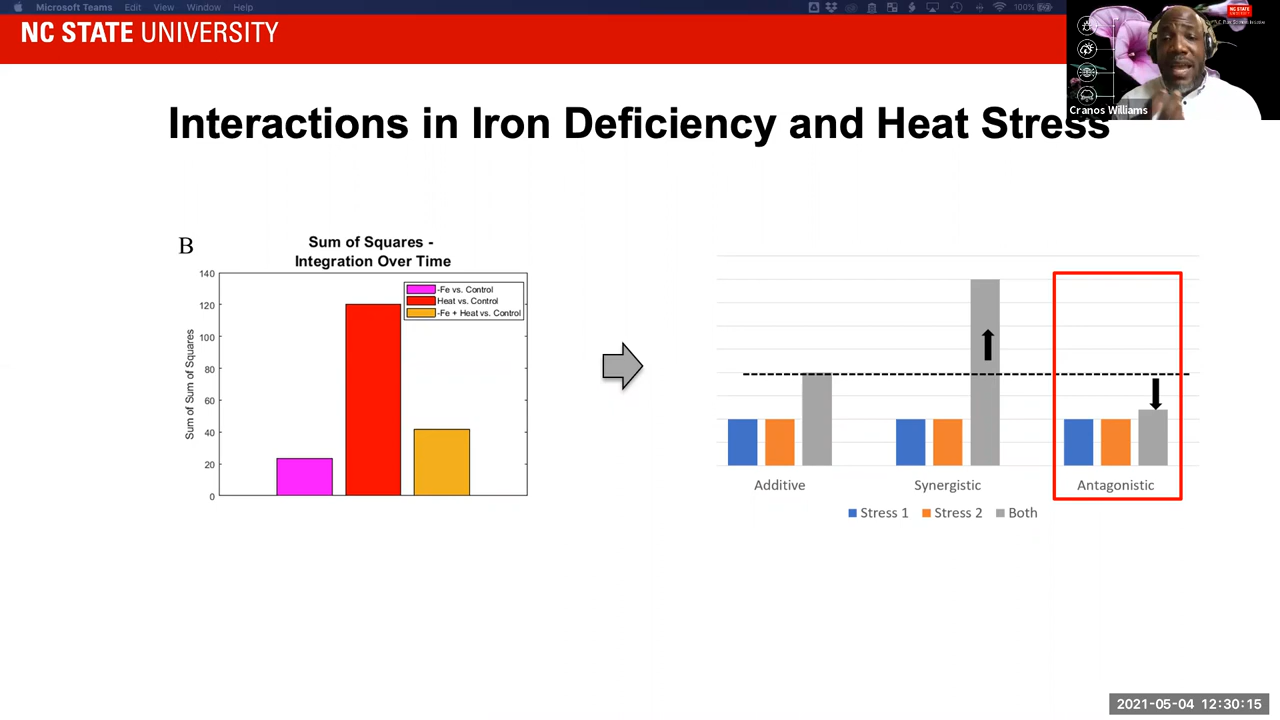 Microsoft Teams Edit View Window Help 100%
NC STATE UNIVERSITY
NC STATE
Cranos Williams
Interactions in Iron Deficiency and Heat Stress
B
Sum of Squares -
Integration Over Time
Sum of Sum of Squares
140
120
100
80
60
40
20
0
-Fe vs. Control
Heat vs. Control
-Fe + Heat vs. Control
Additive
Synergistic
Antagonistic
Stress 1 Stress 2 Both
2021-05-04 12:30:15